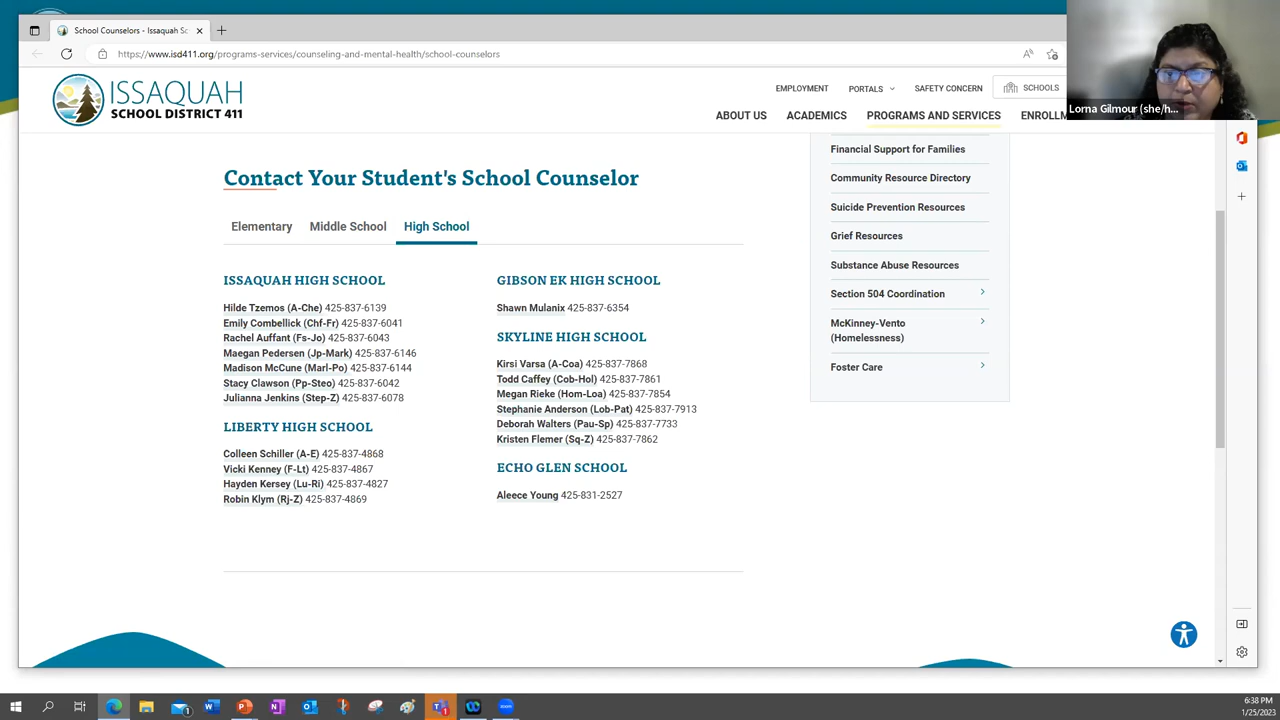 School Counselors - Issaquah Sc
https://www.isd411.org/programs-services/counseling-and-mental-health/school-counselors
ISSAQUAH
SCHOOL DISTRICT 411
EMPLOYMENT
PORTALS
SAFETY CONCERN
SCHOOLS
ABOUT US
ACADEMICS
PROGRAMS AND SERVICES
ENROLLM
Lorna Gilmour (she/h...
Contact Your Student's School Counselor
Elementary
Middle School
High School
ISSAQUAH HIGH SCHOOL
Hilde Tzemos (A-Che) 425-837-6139
Emily Combellick (Chf-Fr) 425-837-6041
Rachel Auffant (Fs-Jo) 425-837-6043
Maegan Pedersen (Jp-Mark) 425-837-6146
Madison McCune (Marl-Po) 425-837-6144
Stacy Clawson (Pp-Steo) 425-837-6042
Julianna Jenkins (Step-Z) 425-837-6078
LIBERTY HIGH SCHOOL
Colleen Schiller (A-E) 425-837-4868
Vicki Kenney (F-Lt) 425-837-4867
Hayden Kersey (Lu-Ri) 425-837-4827
Robin Klym (Rj-Z) 425-837-4869
GIBSON EK HIGH SCHOOL
Shawn Mulanix 425-837-6354
SKYLINE HIGH SCHOOL
Kirsi Varsa (A-Coa) 425-837-7868
Todd Caffey (Cob-Hol) 425-837-7861
Megan Rieke (Hom-Loa) 425-837-7854
Stephanie Anderson (Lob-Pat) 425-837-7913
Deborah Walters (Pau-Sp) 425-837-7733
Kristen Flemer (Sq-Z) 425-837-7862
ECHO GLEN SCHOOL
Aleece Young 425-831-2527
Financial Support for Families
Community Resource Directory
Suicide Prevention Resources
Grief Resources
Substance Abuse Resources
Section 504 Coordination
McKinney-Vento
(Homelessness)
Foster Care
6:38 PM
1/25/2023